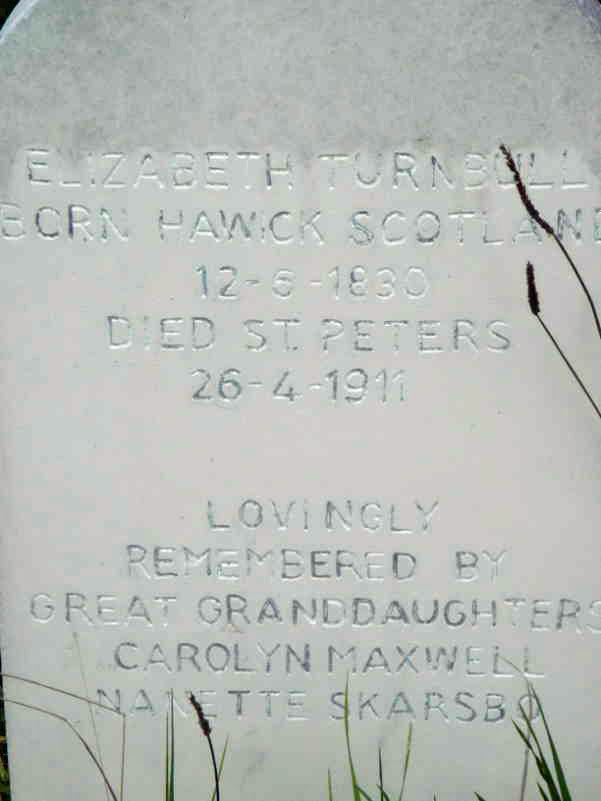 ELIZABETH TURNBULL
BORN HAWICK SCOTLAND
12-6-1830
DIED ST. PETERS
26-4-1911
LOVINGLY
REMEMBERED BY
GREAT GRANDDAUGHTERS
CAROLYN MAXWELL
NANETTE SKARSBO